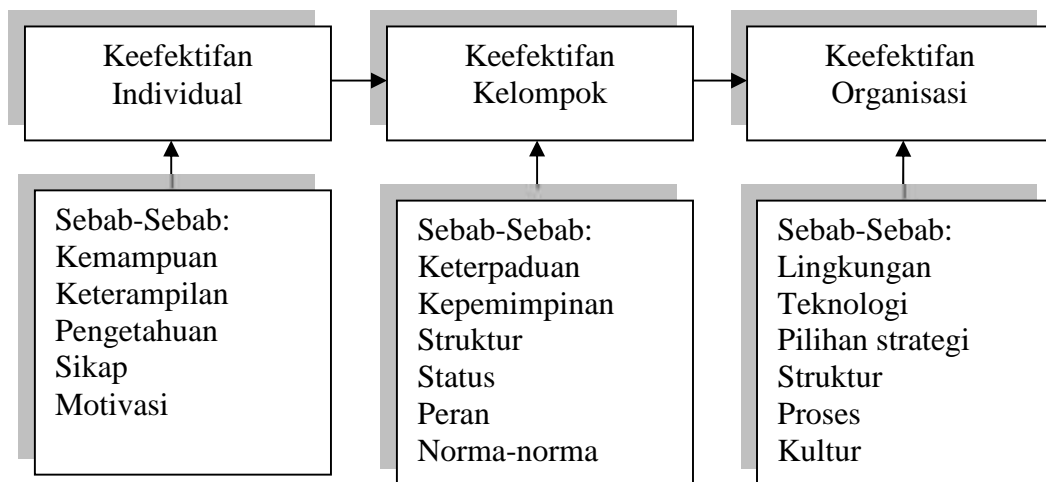 Keefektifan
Individual
Keefektifan
Kelompok
Keefektifan
Organisasi
Sebab-Sebab:
Kemampuan
Keterampilan
Pengetahuan
Sikap
Motivasi
Sebab-Sebab:
Keterpaduan
Kepemimpinan
Struktur
Status
Peran
Norma-norma
Sebab-Sebab:
Lingkungan
Teknologi
Pilihan strategi
Struktur
Proses
Kultur